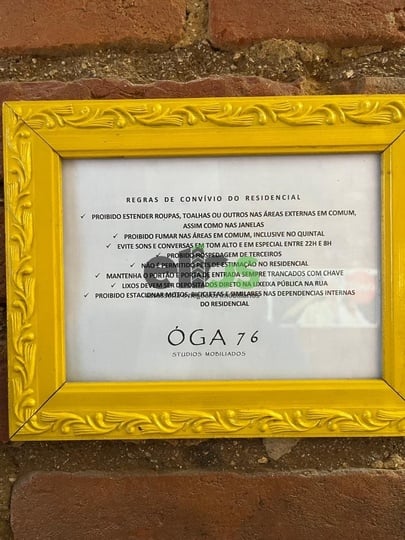 REGRAS DE CONVÍVIO DO RESIDENCIAL
✓ PROIBIDO ESTENDER ROUPAS, TOALHAS OU OUTROS NAS ÁREAS EXTERNAS EM COMUM,
ASSIM COMO NAS JANELAS
✓ PROIBIDO FUMAR NAS ÁREAS EM COMUM, INCLUSIVE NO QUINTAL
✓ EVITE SONS E CONVERSAS EM TOM ALTO E EM ESPECIAL ENTRE 22H E 8H
PROIBIDO HOSPEDAGEM DE TERCEIROS
✓ NÃO É PERMITIDO PETS DE ESTIMAÇÃO NO RESIDENCIAL
✓ MANTENHA O PORTÃO E PORTA DE ENTRADA SEMPRE TRANCADOS COM CHAVE
✓ LIXOS DEVEM SER DEPOSITADOS DIRETO NA LIXEIXA PÚBLICA NA RUA
✓ PROIBIDO ESTACIONAR MOTOS, BICICLETAS E SIMILARES NAS DEPENDENCIAS INTERNAS
DO RESIDENCIAL
ÓGA 76
STUDIOS MOBILIADOS